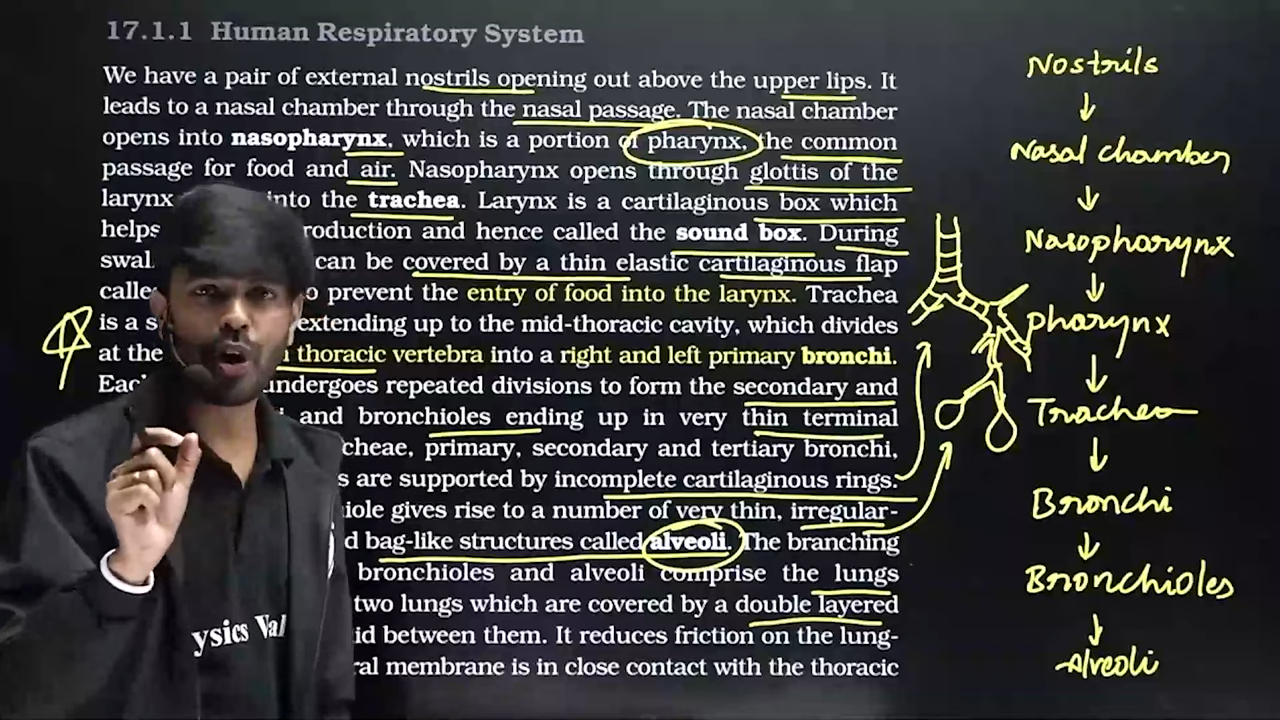 17.1.1 Human Respiratory System
We have a pair of external nostrils opening out above the upper lips. It
leads to a nasal chamber through the nasal passage. The nasal chamber
opens into nasopharynx, which is a portion of pharynx, the common
passage for food and air. Nasopharynx opens through glottis of the
larynx into the trachea. Larynx is a cartilaginous box which
helps roduction and hence called the sound box. During
swal can be covered by a thin elastic cartilaginous flap
calle o prevent the entry of food into the larynx. Trachea
is a s extending up to the mid-thoracic cavity, which divides
at the thoracic vertebra into a right and left primary bronchi.
Eac undergoes repeated divisions to form the secondary and
i and bronchioles ending up in very thin terminal
cheae, primary, secondary and tertiary bronchi,
s are supported by incomplete cartilaginous rings.
iole gives rise to a number of very thin, irregular-
d bag-like structures called alveoli. The branching
bronchioles and alveoli comprise the lungs
two lungs which are covered by a double layered
id between them. It reduces friction on the lung-
ral membrane is in close contact with the thoracic
Nostrils
↓
Nasal chamber
↓
Nasopharynx
↓
pharynx
↓
Trachea
↓
Bronchi
↓
Bronchioles
↓
Alveoli
ysics Wal